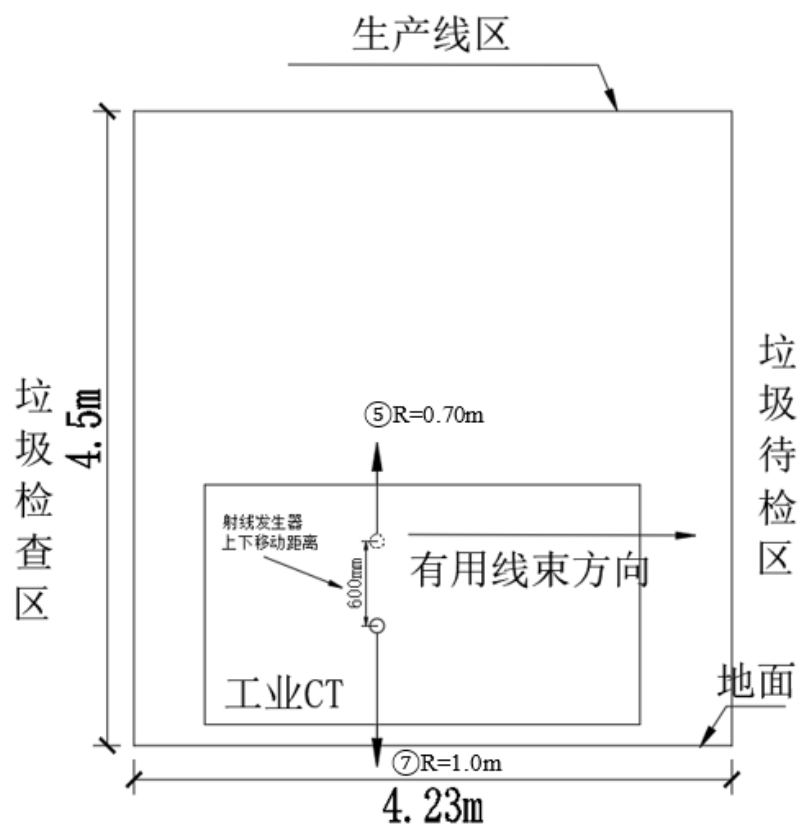 生产线区
4.5m
垃圾检查区
垃圾待检区
⑤R=0.70m
射线发生器
上下移动距离
600mm
有用线束方向
工业CT
地面
⑦R=1.0m
4.23m